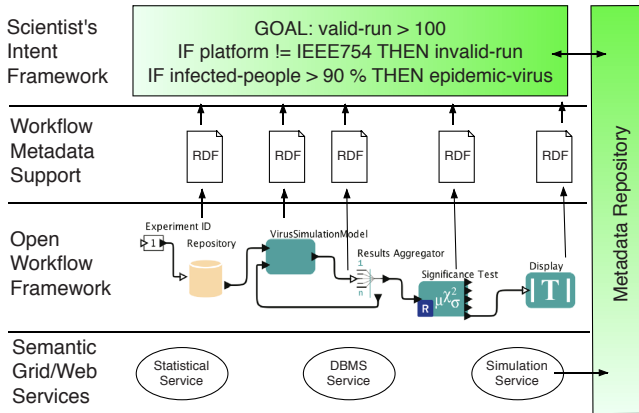 Scientist's
Intent
Framework
GOAL: valid-run > 100
IF platform != IEEE754 THEN invalid-run
IF infected-people > 90 % THEN epidemic-virus
Workflow
Metadata
Support
RDF
RDF
RDF
RDF
RDF
Open
Workflow
Framework
Experiment ID
1
Repository
VirusSimulationModel
Results Aggregator
1
n
Significance Test
R
μχ²σ
Display
T
Semantic
Grid/Web
Services
Statistical
Service
DBMS
Service
Simulation
Service
Metadata Repository